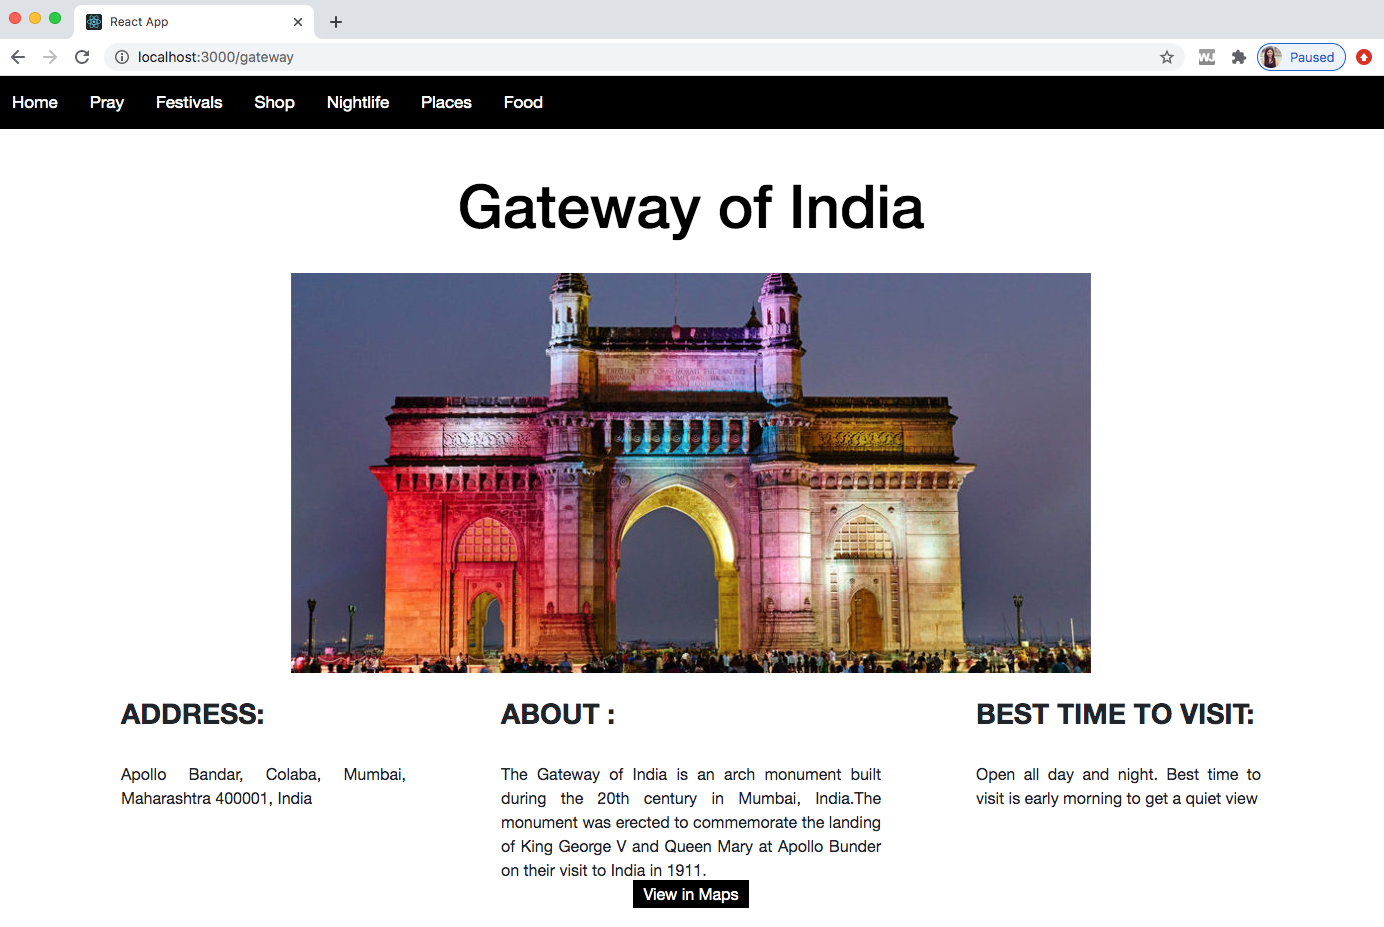 React App
localhost:3000/gateway
Paused
Home Pray Festivals Shop Nightlife Places Food
Gateway of India
ADDRESS:
Apollo Bandar, Colaba, Mumbai,
Maharashtra 400001, India
ABOUT :
The Gateway of India is an arch monument built
during the 20th century in Mumbai, India.The
monument was erected to commemorate the landing
of King George V and Queen Mary at Apollo Bunder
on their visit to India in 1911.
View in Maps
BEST TIME TO VISIT:
Open all day and night. Best time to
visit is early morning to get a quiet view